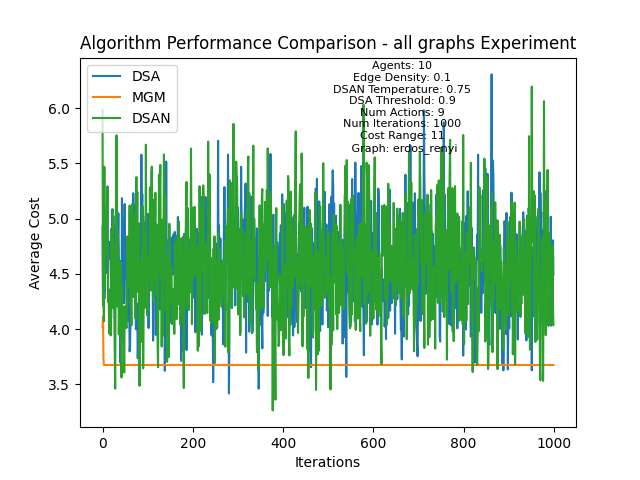 Algorithm Performance Comparison - all graphs Experiment
DSA
MGM
DSAN
Agents: 10
Edge Density: 0.1
DSAN Temperature: 0.75
DSA Threshold: 0.9
Num Actions: 9
Num Iterations: 1000
Cost Range: 11
Graph: erdos_renyi
Average Cost
6.0
5.5
5.0
4.5
4.0
3.5
0
200
400
600
800
1000
Iterations